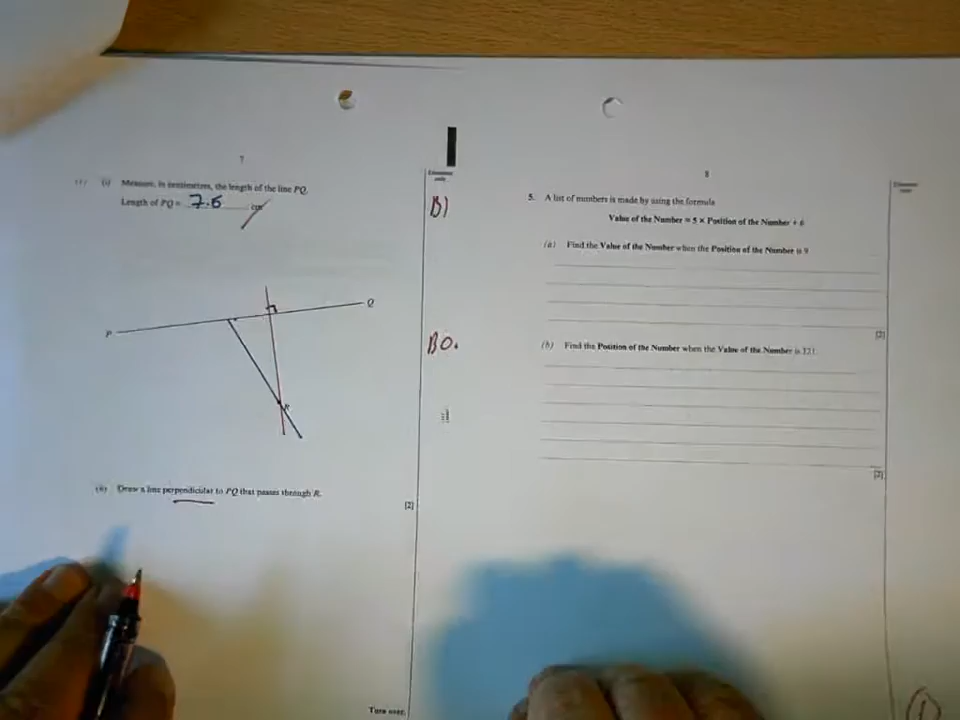 7
(i) Measure, in centimetres, the length of the line PQ.
Length of PQ = 7.6 cm
B1
P
Q
R
B0.
(ii) Draw a line perpendicular to PQ that passes through R.
[2]
Turn over.
8
5. A list of numbers is made by using the formula
Value of the Number = 5 × Position of the Number + 6
(a) Find the Value of the Number when the Position of the Number is 9
[2]
(b) Find the Position of the Number when the Value of the Number is 121
[2]